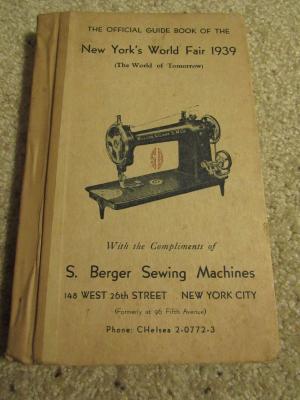 THE OFFICIAL GUIDE BOOK OF THE
New York's World Fair 1939
(The World of Tomorrow)
With the Compliments of
S. Berger Sewing Machines
148 WEST 26th STREET NEW YORK CITY
(Formerly at 96 Fifth Avenue)
Phone: CHelsea 2-0772-3